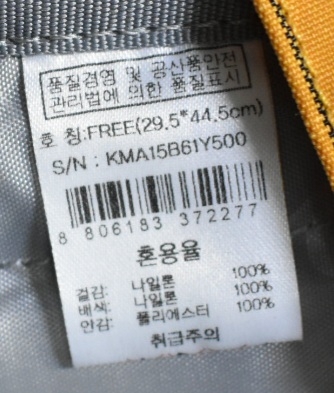 품질경영 및 공산품안전
관리법에 의한 품질표시
호 칭:FREE(29.5*44.5cm)
S/N : KMA15B61Y500
8 806183 372277
혼용율
겉감: 나일론 100%
배색: 나일론 100%
안감: 폴리에스터 100%
취급주의